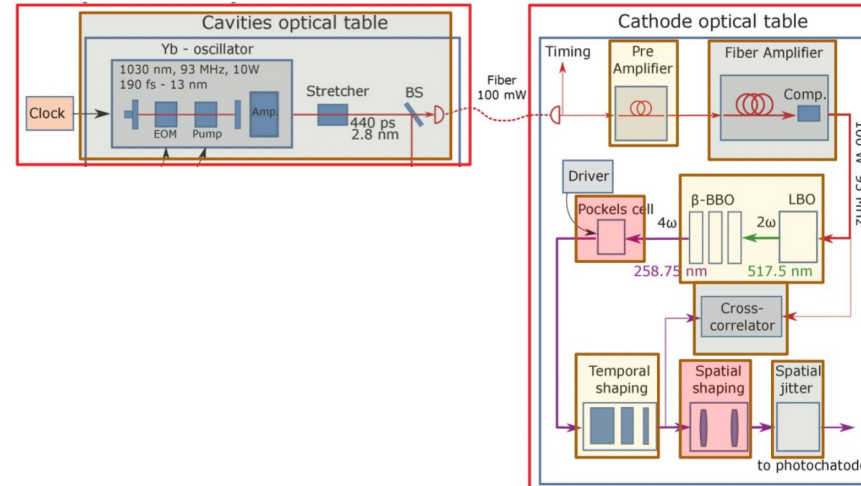 Cavities optical table
Yb - oscillator
1030 nm, 93 MHz, 10W
190 fs - 13 nm
Clock
EOM
Pump
Amp.
Stretcher
440 ps
2.8 nm
BS
Fiber
100 mW
Cathode optical table
Timing
Pre
Amplifier
Fiber Amplifier
Comp.
Driver
Pockels cell
4ω
β-BBO
2ω
LBO
258.75 nm
517.5 nm
Cross-
correlator
Temporal
shaping
Spatial
shaping
Spatial
jitter
to photochatode